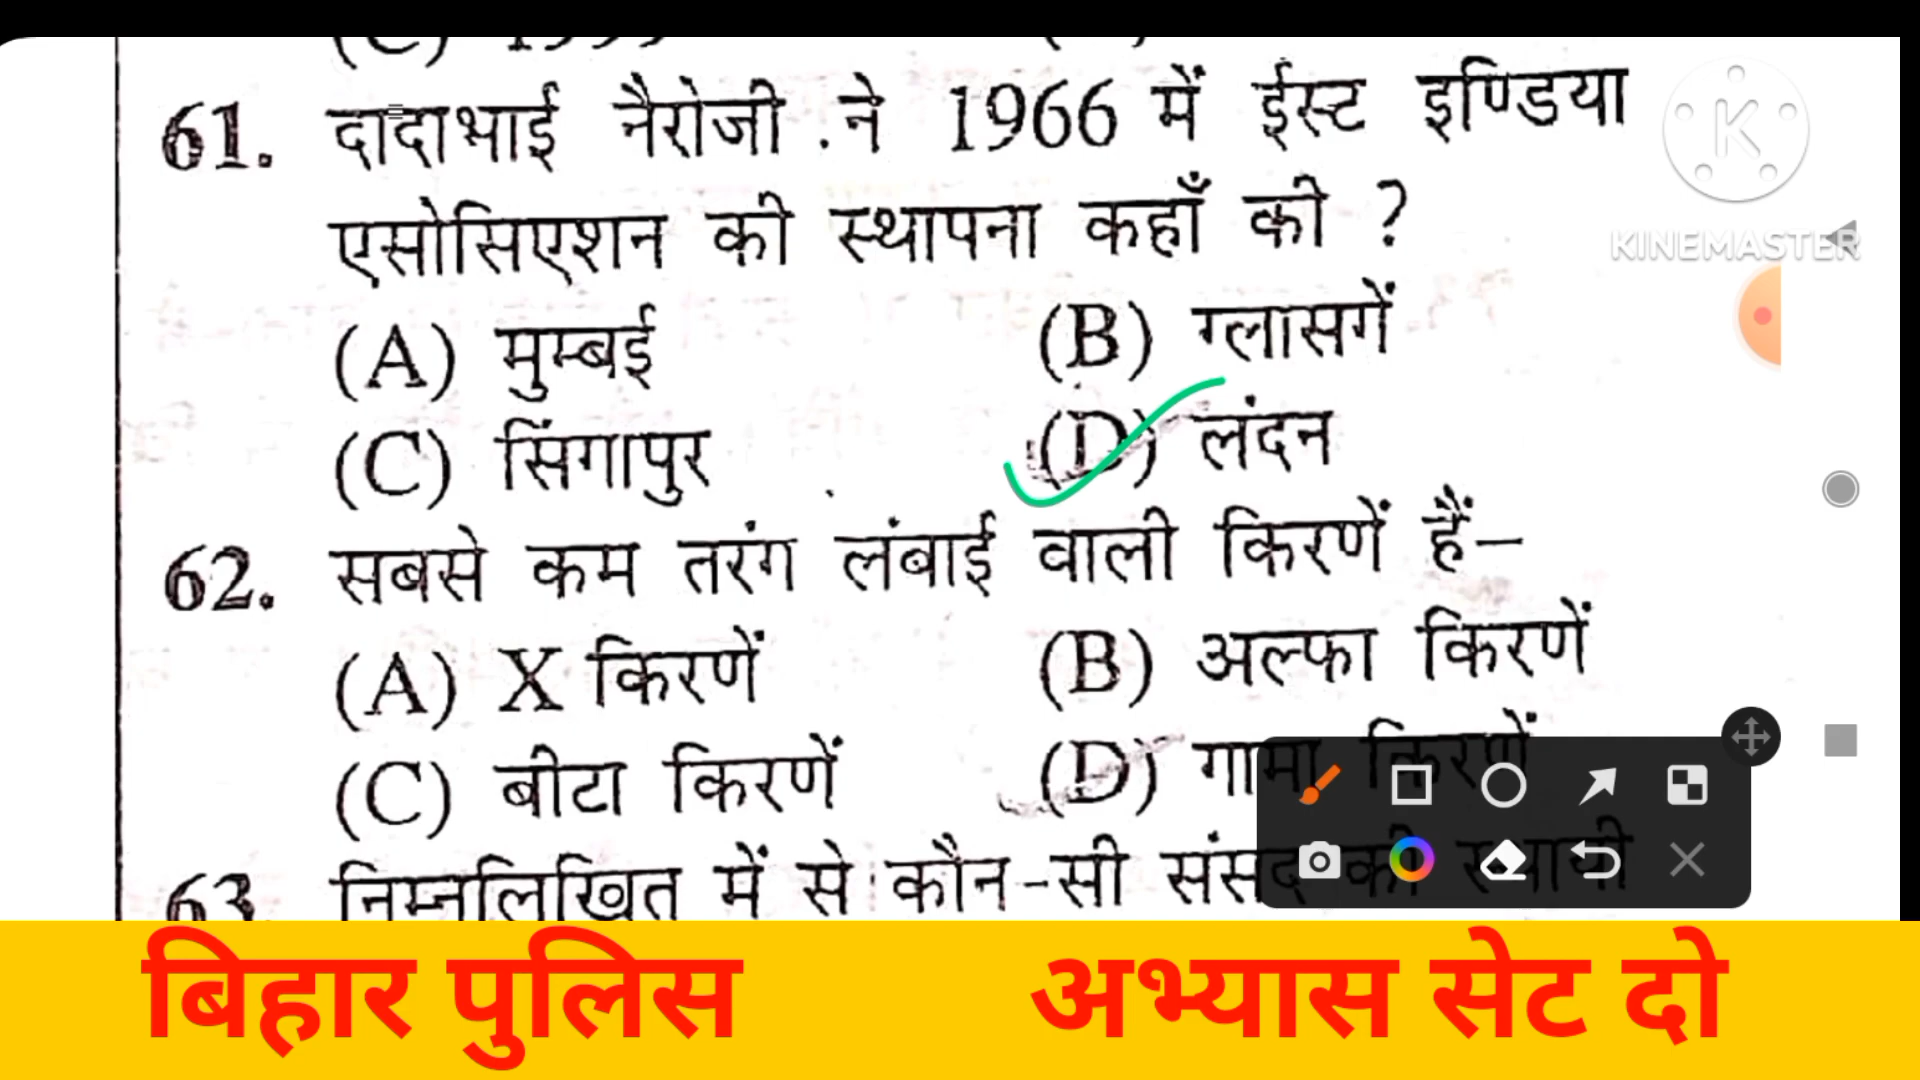 61. दादाभाई नैरोजी ने 1966 में ईस्ट इण्डिया
एसोसिएशन की स्थापना कहाँ की ?
(A) मुम्बई (B) ग्लासगें
(C) सिंगापुर (D) लंदन
62. सबसे कम तरंग लंबाई वाली किरणें हैं–
(A) X किरणें (B) अल्फा किरणें
(C) बीटा किरणें (D) गामा किरणें
63 निम्नलिखित में से कौन-सी संसद की स्थायी
KINEMASTER
बिहार पुलिस अभ्यास सेट दो